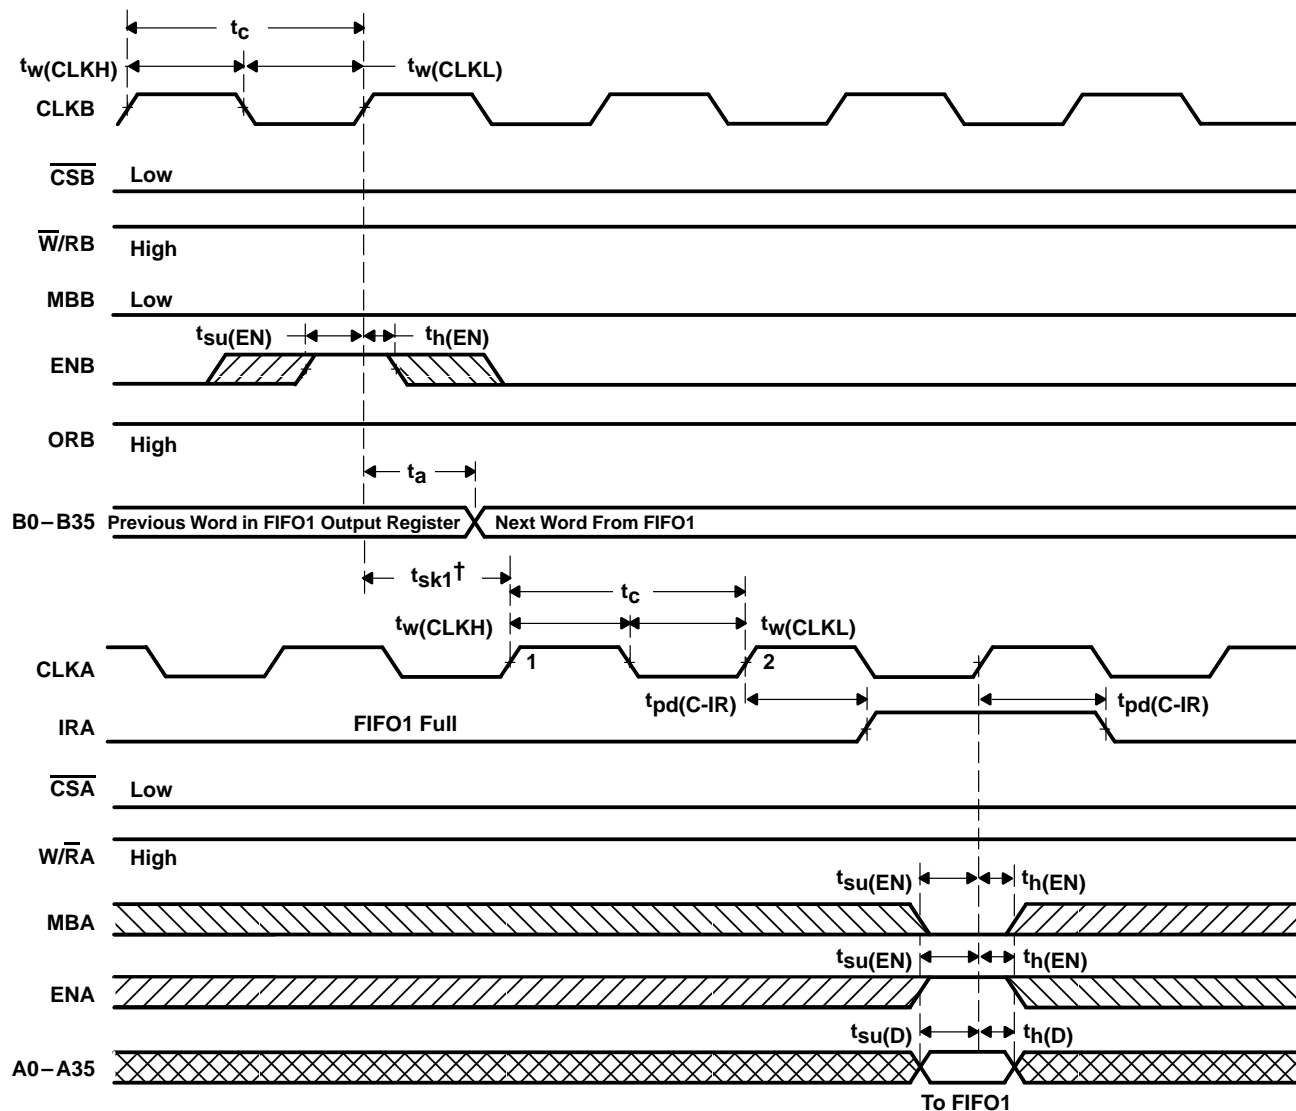 tc
tw(CLKH) tw(CLKL)
CLKB
CSB Low
W/RB High
MBB Low
tsu(EN) th(EN)
ENB
ORB High
ta
B0–B35 Previous Word in FIFO1 Output Register Next Word From FIFO1
tsk1†
tc
tw(CLKH) tw(CLKL)
CLKA 1 2
tpd(C-IR) tpd(C-IR)
IRA FIFO1 Full
CSA Low
W/RA High
tsu(EN) th(EN)
MBA
tsu(EN) th(EN)
ENA
tsu(D) th(D)
A0–A35
To FIFO1